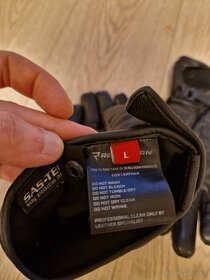 SAS-TEC
L
FOR LEATHER
DO NOT WASH
DO NOT BLEACH
DO NOT TUMBLE DRY
DO NOT IRON
DO NOT DRY CLEAN
DO NOT WRING
PROFESSIONAL CLEAN ONLY BY
LEATHER SPECIALIST